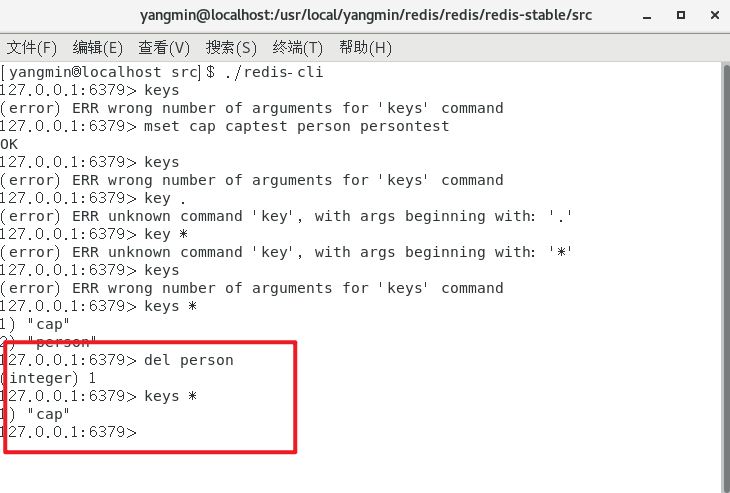 yangmin@localhost:/usr/local/yangmin/redis/redis/redis-stable/src
文件(F) 编辑(E) 查看(V) 搜索(S) 终端(T) 帮助(H)
[yangmin@localhost src]$ ./redis-cli
127.0.0.1:6379> keys
(error) ERR wrong number of arguments for 'keys' command
127.0.0.1:6379> mset cap captest person persontest
OK
127.0.0.1:6379> keys
(error) ERR wrong number of arguments for 'keys' command
127.0.0.1:6379> key .
(error) ERR unknown command 'key', with args beginning with: '.'
127.0.0.1:6379> key *
(error) ERR unknown command 'key', with args beginning with: '*'
127.0.0.1:6379> keys
(error) ERR wrong number of arguments for 'keys' command
127.0.0.1:6379> keys *
1) "cap"
2) "person"
127.0.0.1:6379> del person
(integer) 1
127.0.0.1:6379> keys *
1) "cap"
127.0.0.1:6379>